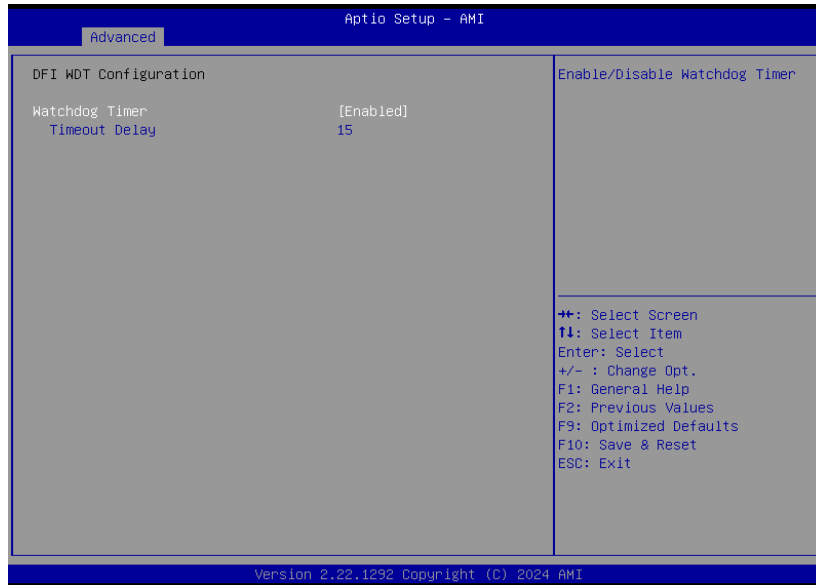 Aptio Setup – AMI
Advanced
DFI WDT Configuration
Watchdog Timer [Enabled]
Timeout Delay 15
Enable/Disable Watchdog Timer
→←: Select Screen
↑↓: Select Item
Enter: Select
+/- : Change Opt.
F1: General Help
F2: Previous Values
F9: Optimized Defaults
F10: Save & Reset
ESC: Exit
Version 2.22.1292 Copyright (C) 2024 AMI